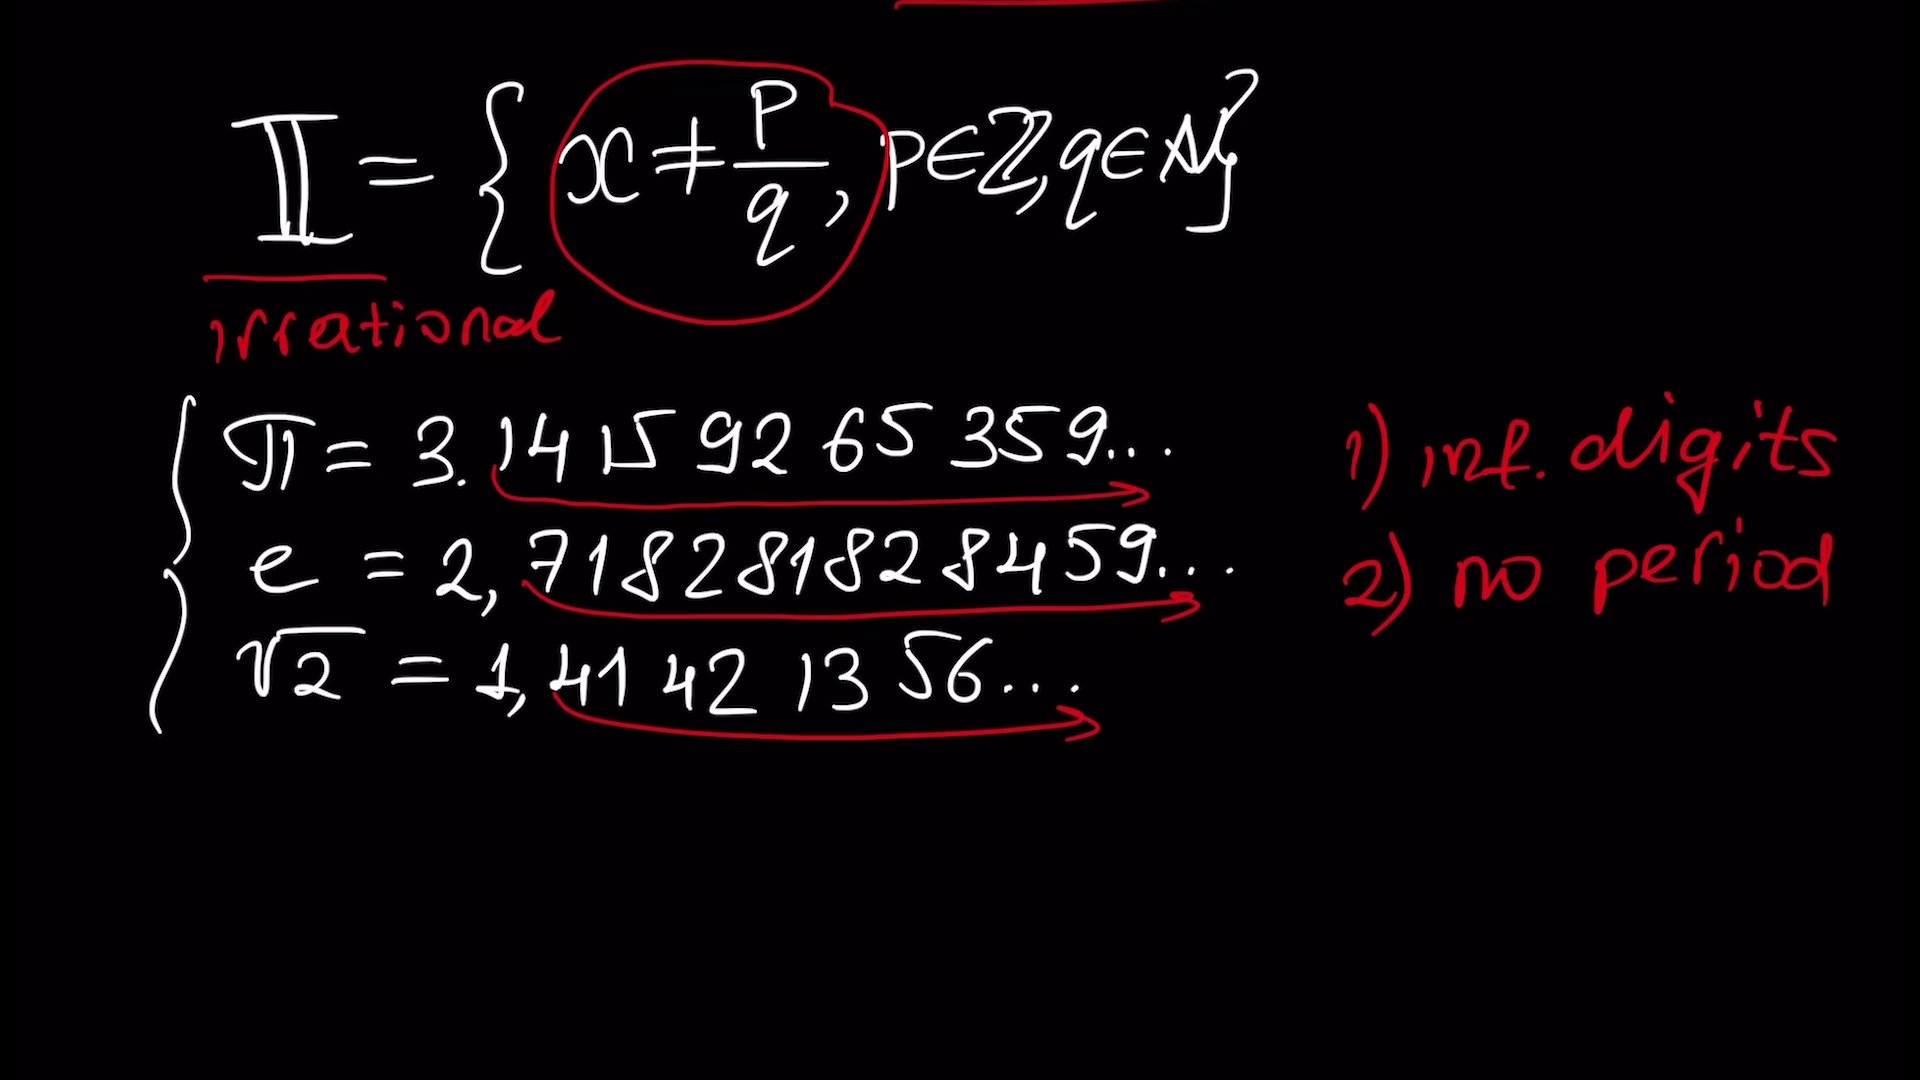 𝕀 = { x ≠ p/q, p ∈ ℤ, q ∈ ℕ }
irrational
π = 3.14 15 92 65 359...
1) inf. digits
e = 2,718281828459...
2) no period
√2 = 1,41 42 13 56...